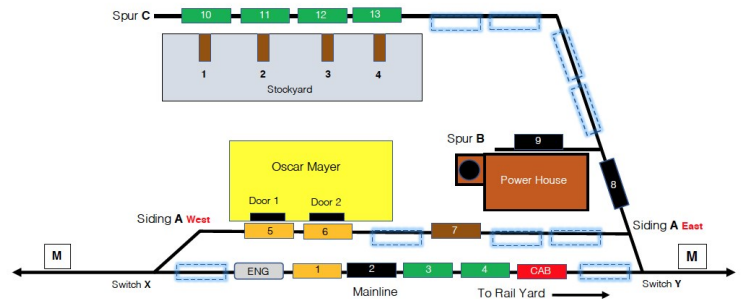 Spur C
10
11
12
13
1
2
3
4
Stockyard
Spur B
9
Oscar Mayer
Power House
8
Door 1
Door 2
Siding A West
5
6
7
Siding A East
M
M
ENG
1
2
3
4
CAB
Switch X
Mainline
To Rail Yard
Switch Y